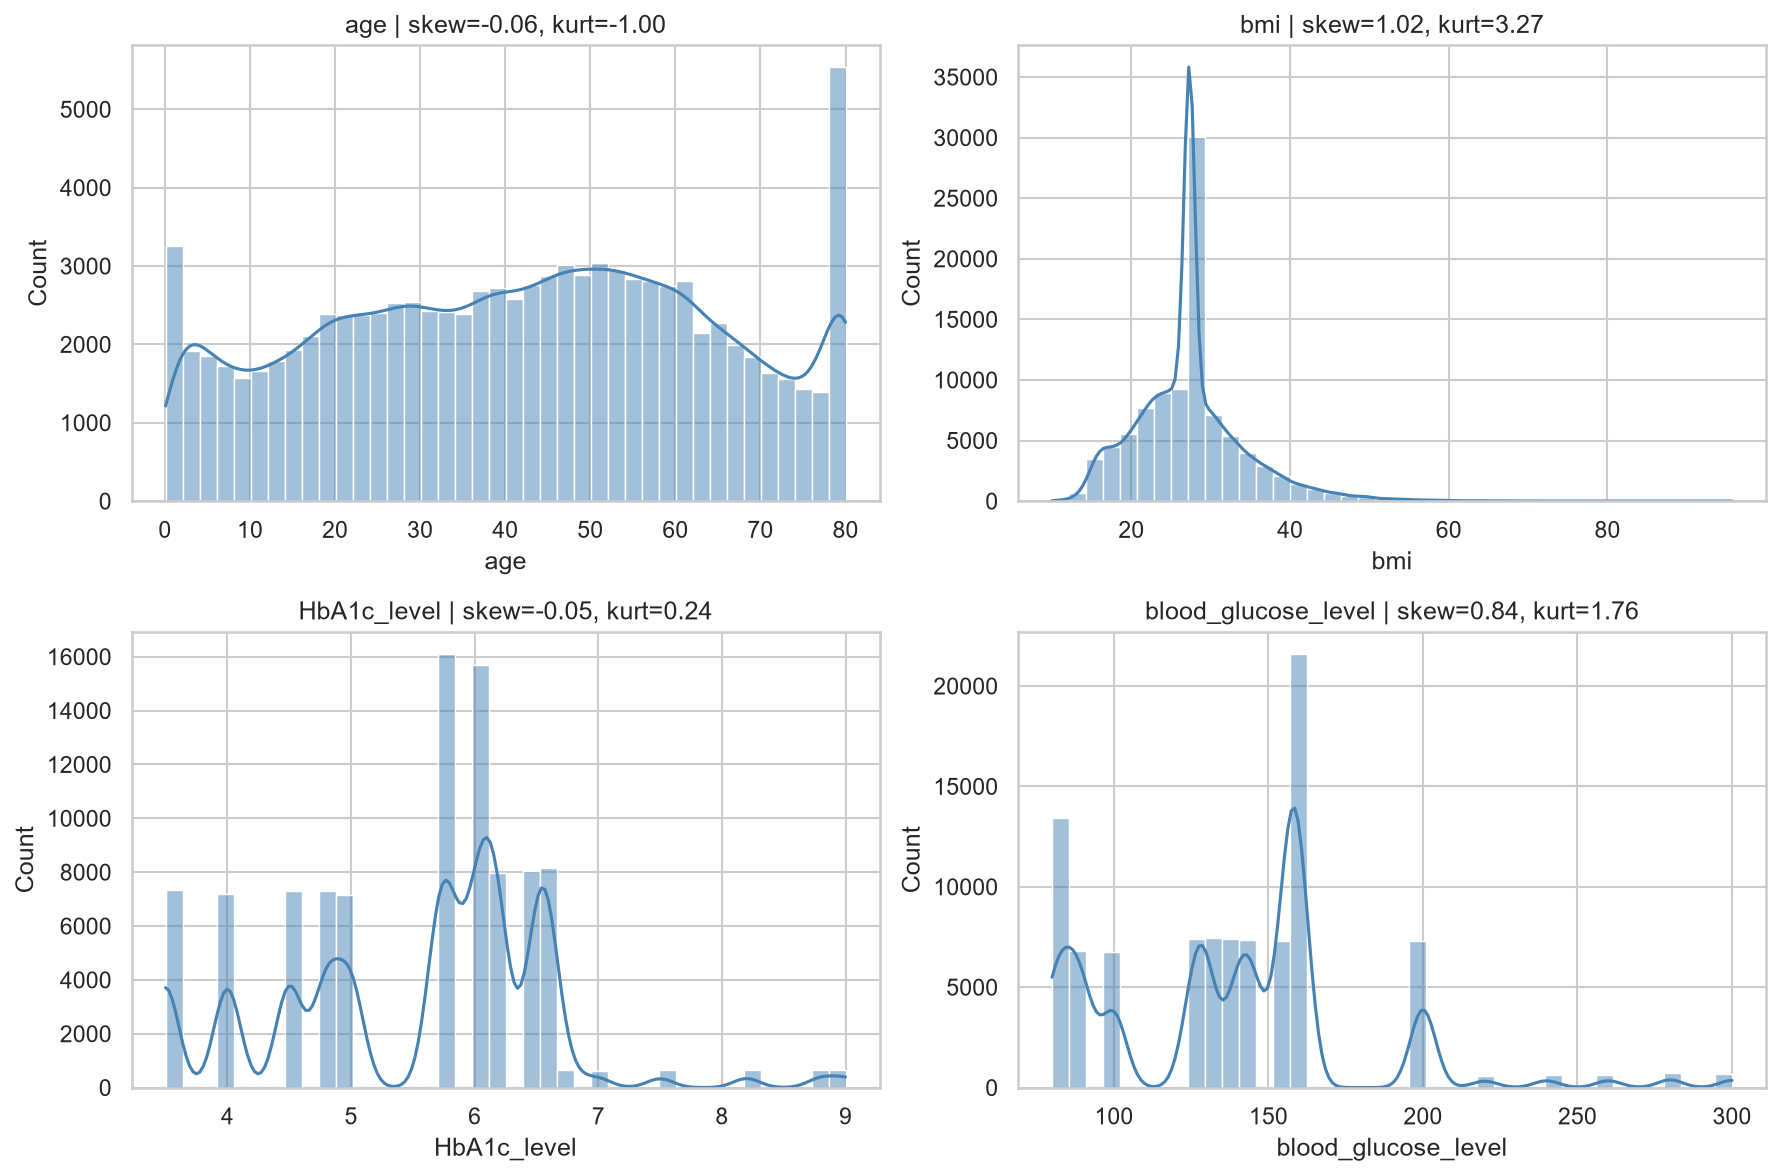 age | skew=-0.06, kurt=-1.00
5000
4000
3000
2000
1000
0
Count
0 10 20 30 40 50 60 70 80
age
bmi | skew=1.02, kurt=3.27
35000
30000
25000
20000
15000
10000
5000
0
Count
20 40 60 80
bmi
HbA1c_level | skew=-0.05, kurt=0.24
16000
14000
12000
10000
8000
6000
4000
2000
0
Count
4 5 6 7 8 9
HbA1c_level
blood_glucose_level | skew=0.84, kurt=1.76
20000
15000
10000
5000
0
Count
100 150 200 250 300
blood_glucose_level